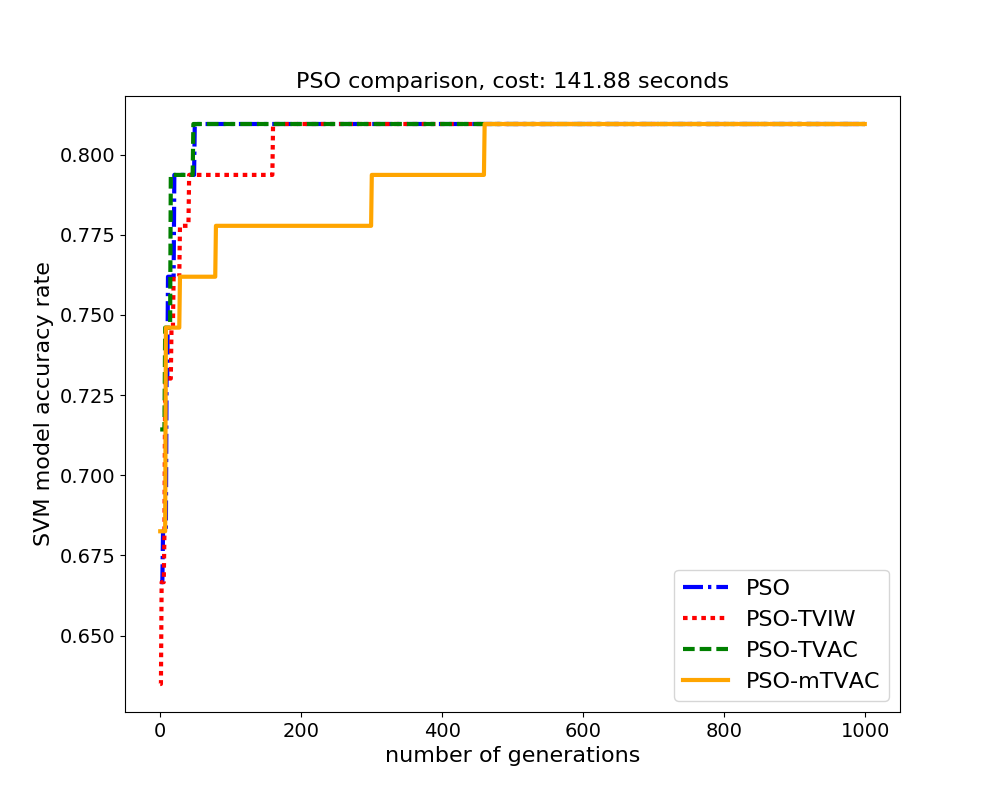 PSO comparison, cost: 141.88 seconds
0.800
0.775
0.750
0.725
0.700
0.675
0.650
SVM model accuracy rate
0 200 400 600 800 1000
number of generations
PSO
PSO-TVIW
PSO-TVAC
PSO-mTVAC